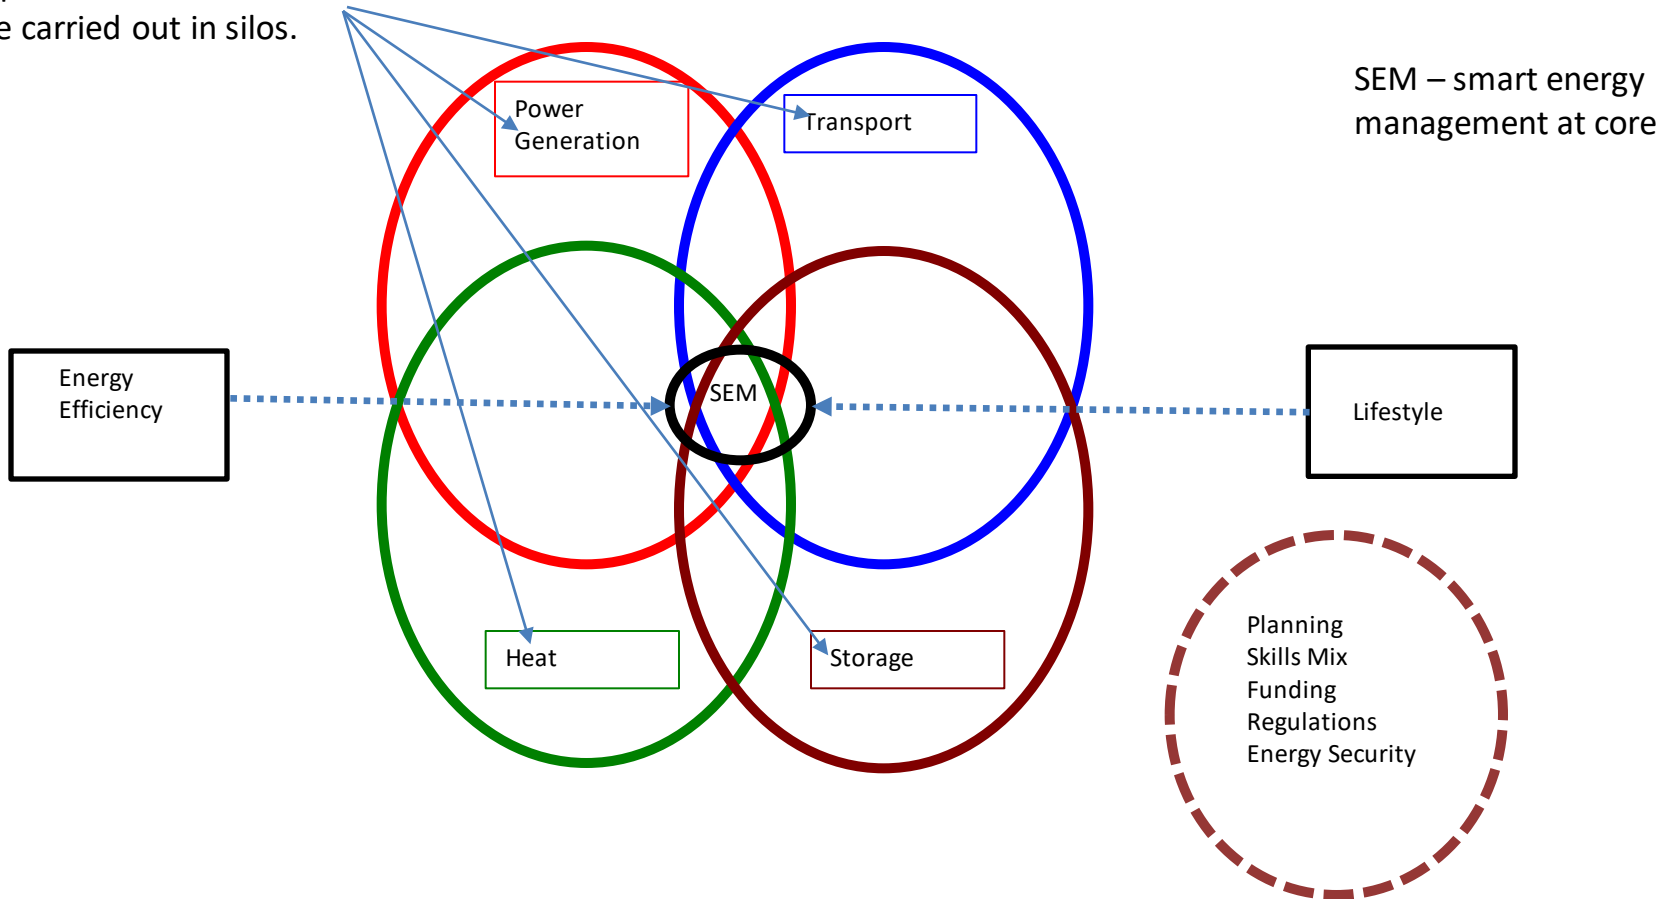 e carried out in silos.
SEM – smart energy
management at core
Power
Generation
Transport
Energy
Efficiency
SEM
Lifestyle
Heat
Storage
Planning
Skills Mix
Funding
Regulations
Energy Security